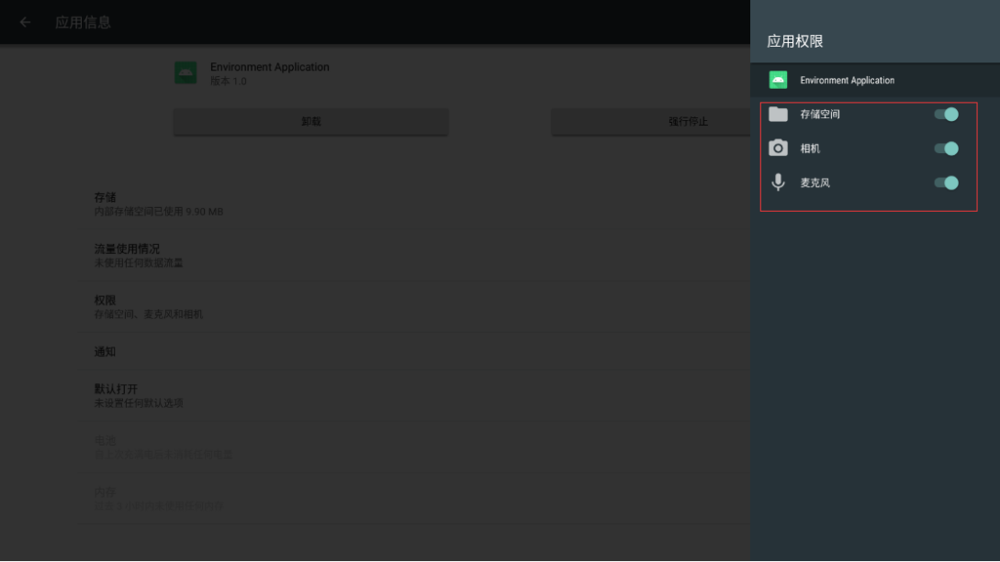 应用信息
Environment Application
版本 1.0
卸载
强行停止
存储
内部存储空间已使用 9.90 MB
流量使用情况
未使用任何数据流量
权限
存储空间、麦克风和相机
通知
默认打开
未设置任何默认选项
电池
内存
应用权限
Environment Application
存储空间
相机
麦克风